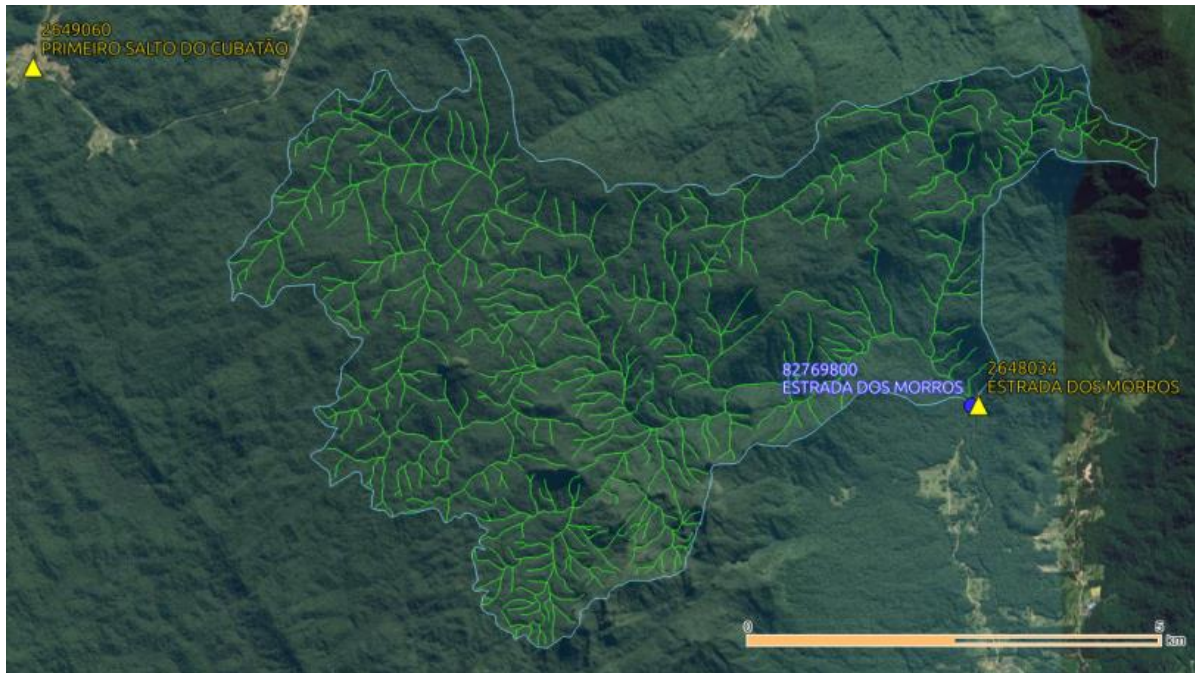 2649060
PRIMEIRO SALTO DO CUBATÃO
82769800
ESTRADA DOS MORROS
2648034
ESTRADA DOS MORROS
0
5
km